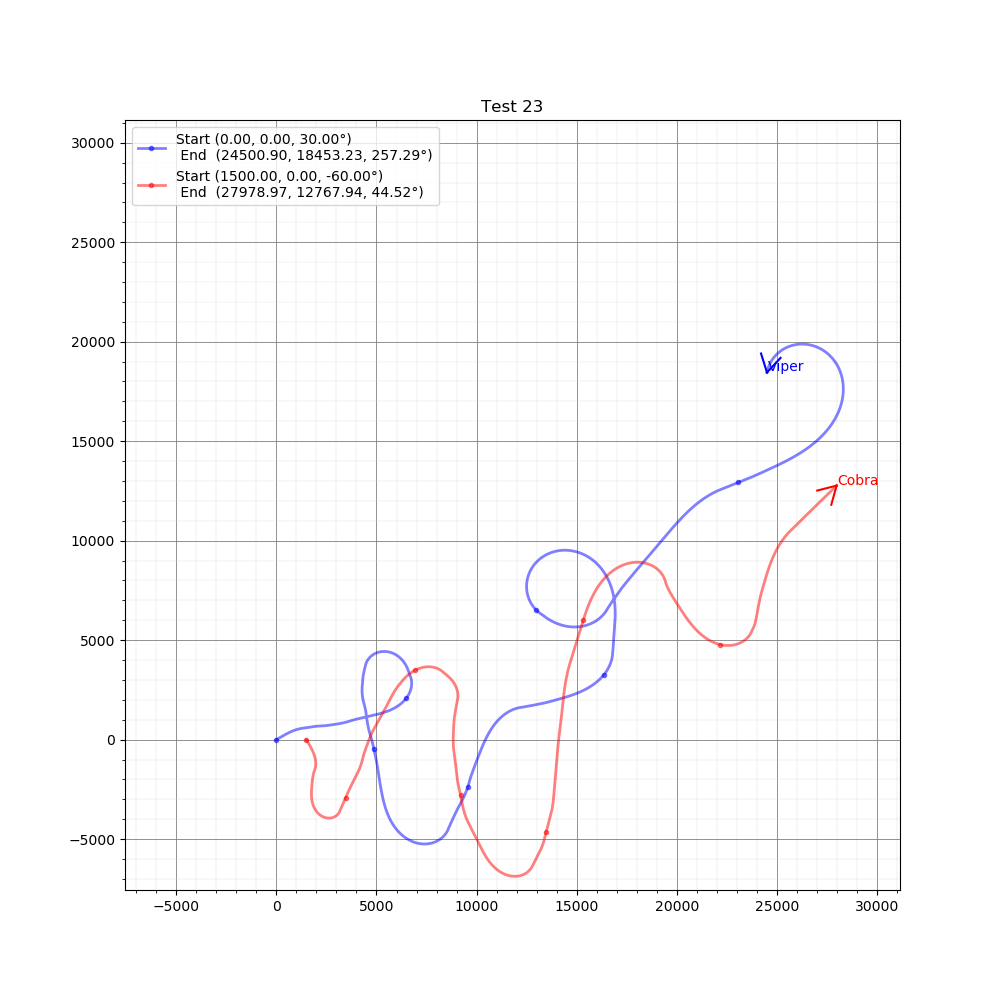 Test 23
Start (0.00, 0.00, 30.00°)
End (24500.90, 18453.23, 257.29°)
Start (1500.00, 0.00, -60.00°)
End (27978.97, 12767.94, 44.52°)
30000
25000
20000
15000
10000
5000
0
−5000
Viper
Cobra
−5000 0 5000 10000 15000 20000 25000 30000